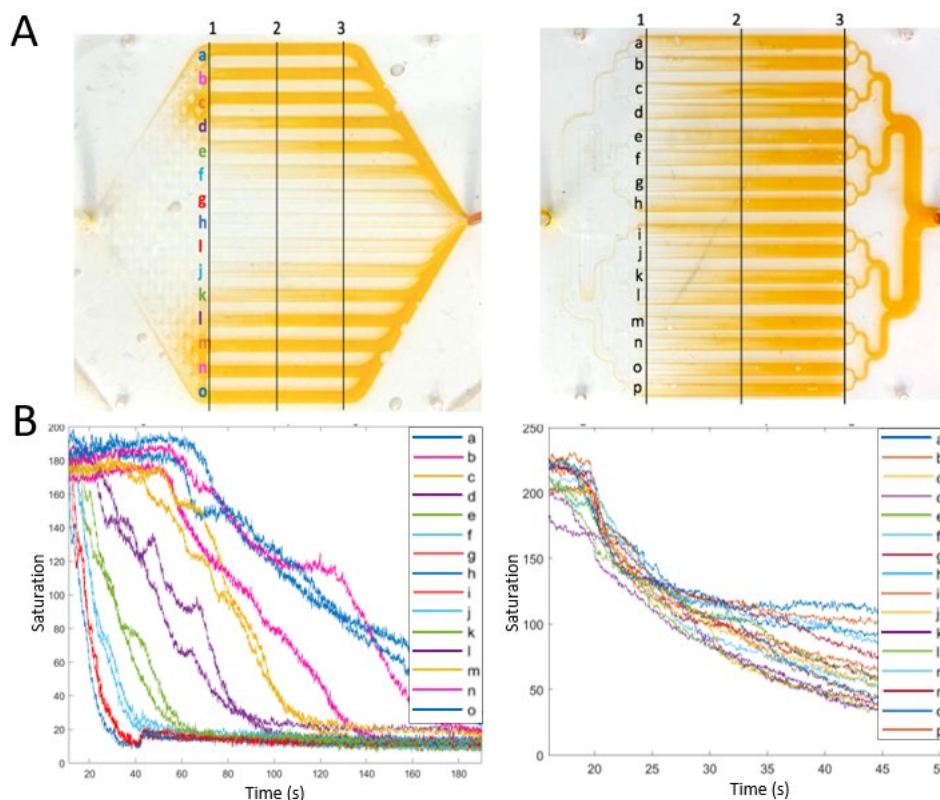 A
1 2 3
a
b
c
d
e
f
g
h
I
j
k
l
m
n
o
1 2 3
a
b
c
d
e
f
g
h
i
j
k
l
m
n
o
p
B
200
180
160
140
120
100
80
60
40
20
0
Saturation
20 40 60 80 100 120 140 160 180
Time (s)
a
b
c
d
e
f
g
h
i
j
k
l
m
n
o
250
200
150
100
50
0
Saturation
20 25 30 35 40 45
Time (s)
a
b
f
h
i
j
k
l